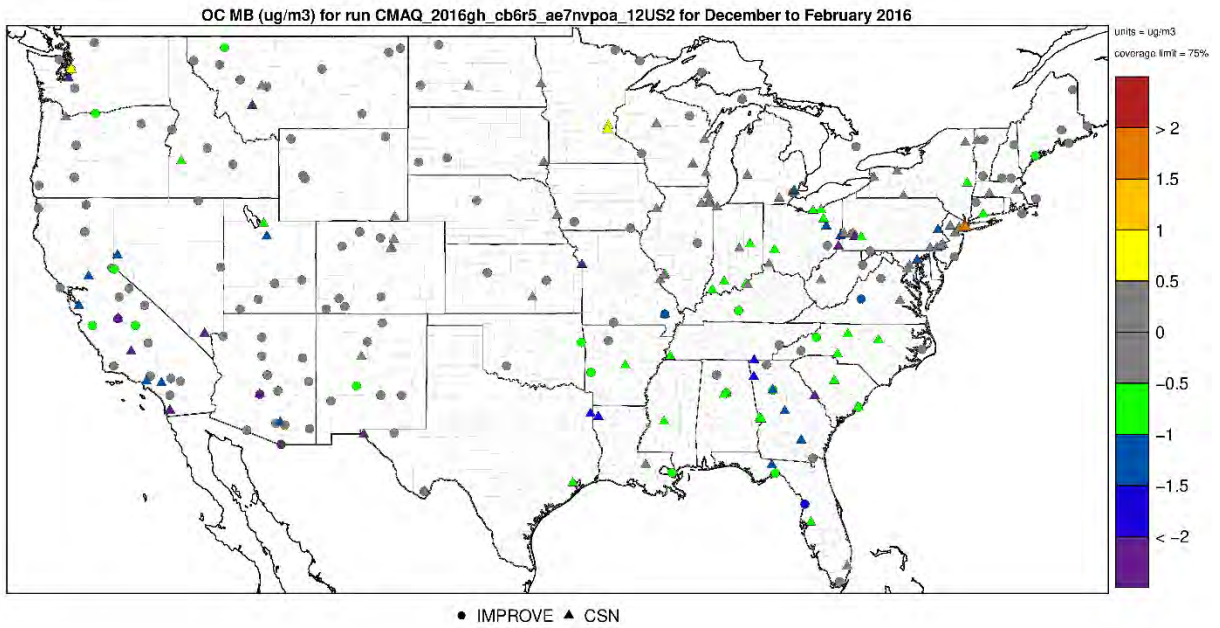 OC MB (ug/m3) for run CMAQ_2016gh_cb6r5_ae7nvpoa_12US2 for December to February 2016
units = ug/m3
coverage limit = 75%
> 2
1.5
1
0.5
0
−0.5
−1
−1.5
< −2
● IMPROVE ▲ CSN